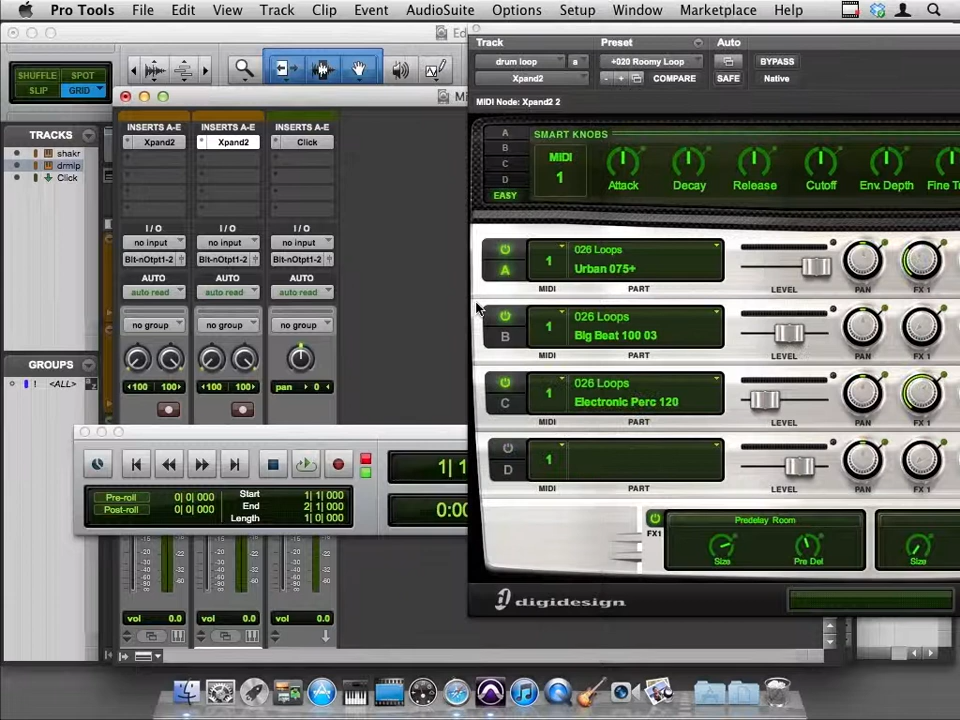 Pro Tools File Edit View Track Clip Event AudioSuite Options Setup Window Marketplace Help
Ed
SHUFFLE SPOT
SLIP GRID
TRACKS
shakr
drmlp
Click
GROUPS
! <ALL>
Mi
INSERTS A-E INSERTS A-E INSERTS A-E
Xpand2 Xpand2 Click
I / O I / O I / O
no input no input no input
Blt-nOtpt1-2 Blt-nOtpt1-2 Blt-nOtpt1-2
AUTO AUTO AUTO
auto read auto read auto read
no group no group no group
100 100 100 100 pan 0
1| 1
0:00
Pre-roll 0| 0| 000
Post-roll 0| 0| 000
Start 1| 1| 000
End 2| 1| 000
Length 1| 0| 000
vol 0.0 vol 0.0 vol 0.0
Track Preset Auto
drum loop a +020 Roomy Loop BYPASS
Xpand2 - + COMPARE SAFE Native
MIDI Node: Xpand2 2
A
B
C
D
EASY
SMART KNOBS
MIDI
1
Attack Decay Release Cutoff Env. Depth Fine Tu
A 1 026 Loops
Urban 075+
MIDI PART LEVEL PAN FX 1
B 1 026 Loops
Big Beat 100 03
MIDI PART LEVEL PAN FX 1
C 1 026 Loops
Electronic Perc 120
MIDI PART LEVEL PAN FX 1
D 1
MIDI PART LEVEL PAN FX 1
FX1
Predelay Room
Size Pre Del Size
digidesign